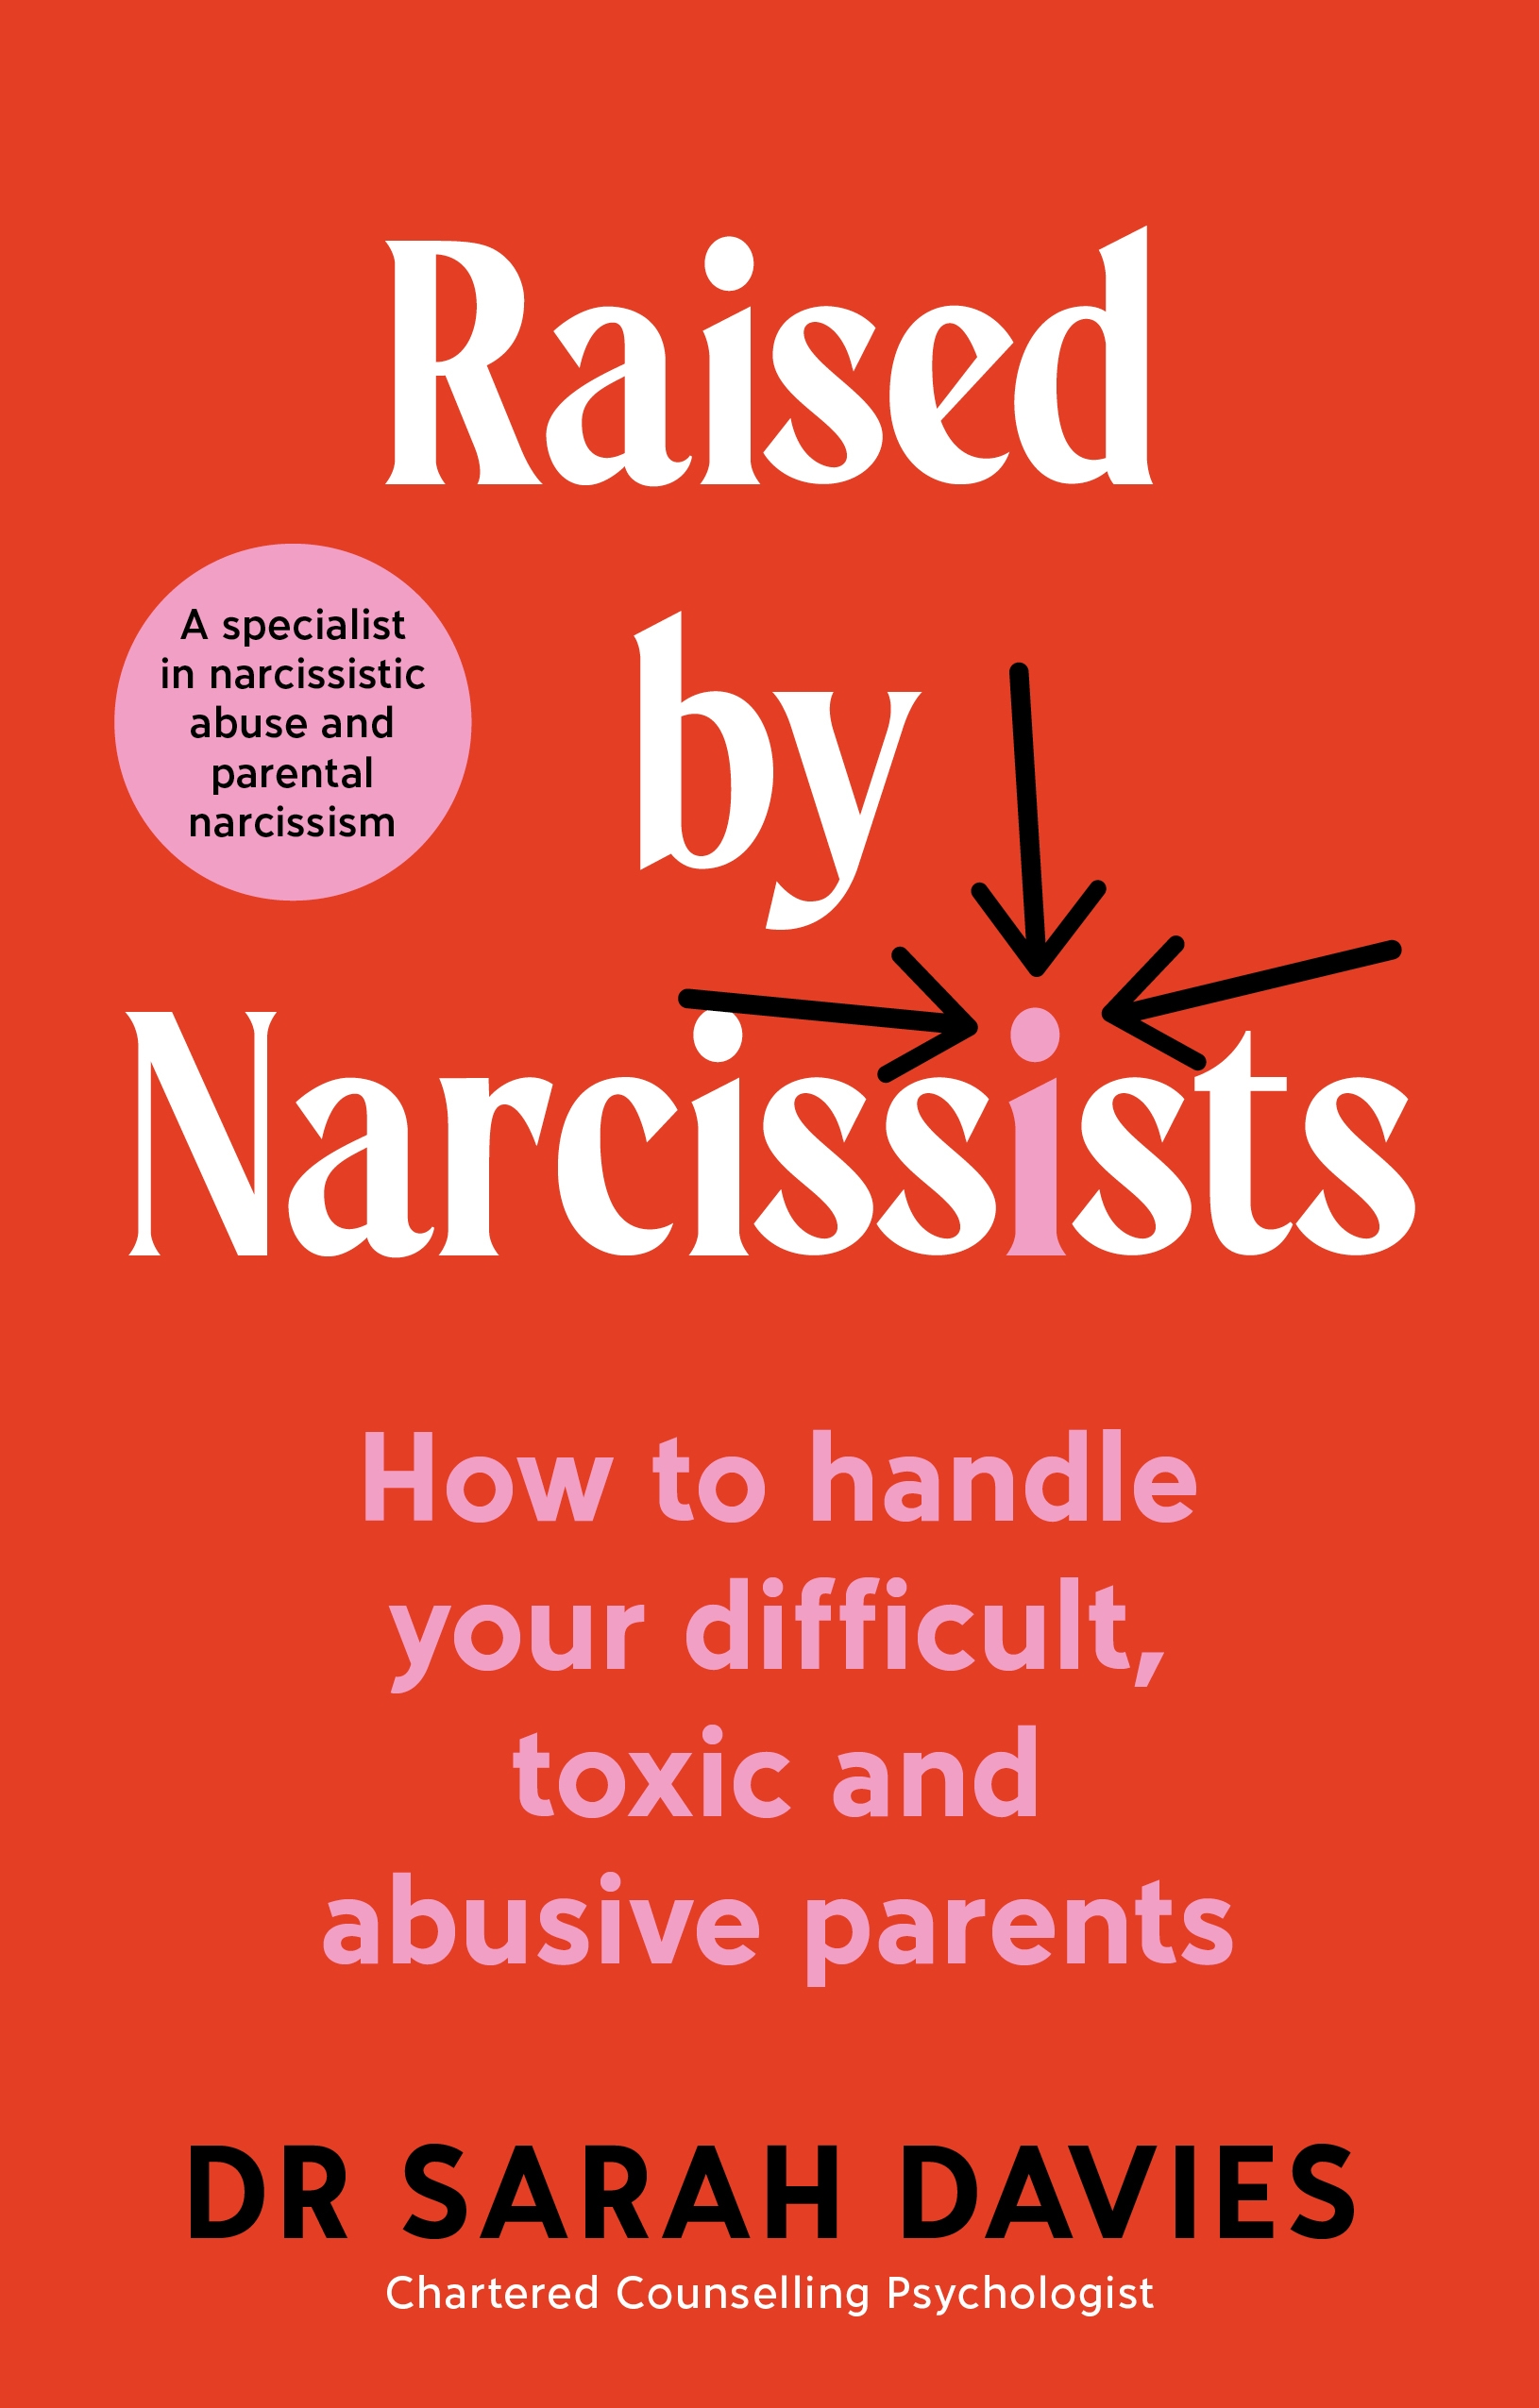 Raised
A specialist
in narcissistic
abuse and
parental
narcissism
by
Narcissists
How to handle
your difficult,
toxic and
abusive parents
DR SARAH DAVIES
Chartered Counselling Psychologist